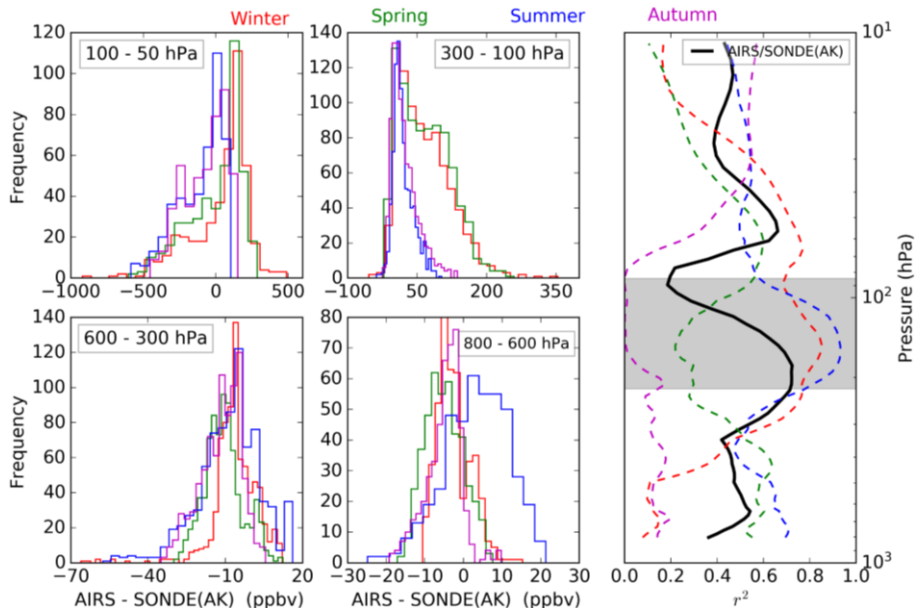 Winter Spring Summer Autumn
120
100
80
60
40
20
0
Frequency
100 - 50 hPa
-1000 -500 0 500
140
120
100
80
60
40
20
0
300 - 100 hPa
-100 50 200 350
140
120
100
80
60
40
20
0
Frequency
600 - 300 hPa
-70 -50 -30 -10 10
AIRS - SONDE(AK) (ppbv)
80
70
60
50
40
30
20
10
0
800 - 600 hPa
-30 -20 -10 0 10 20 30
AIRS - SONDE(AK) (ppbv)
AIRS/SONDE(AK)
10¹
10²
10³
Pressure (hPa)
0.0 0.2 0.4 0.6 0.8 1.0
r²